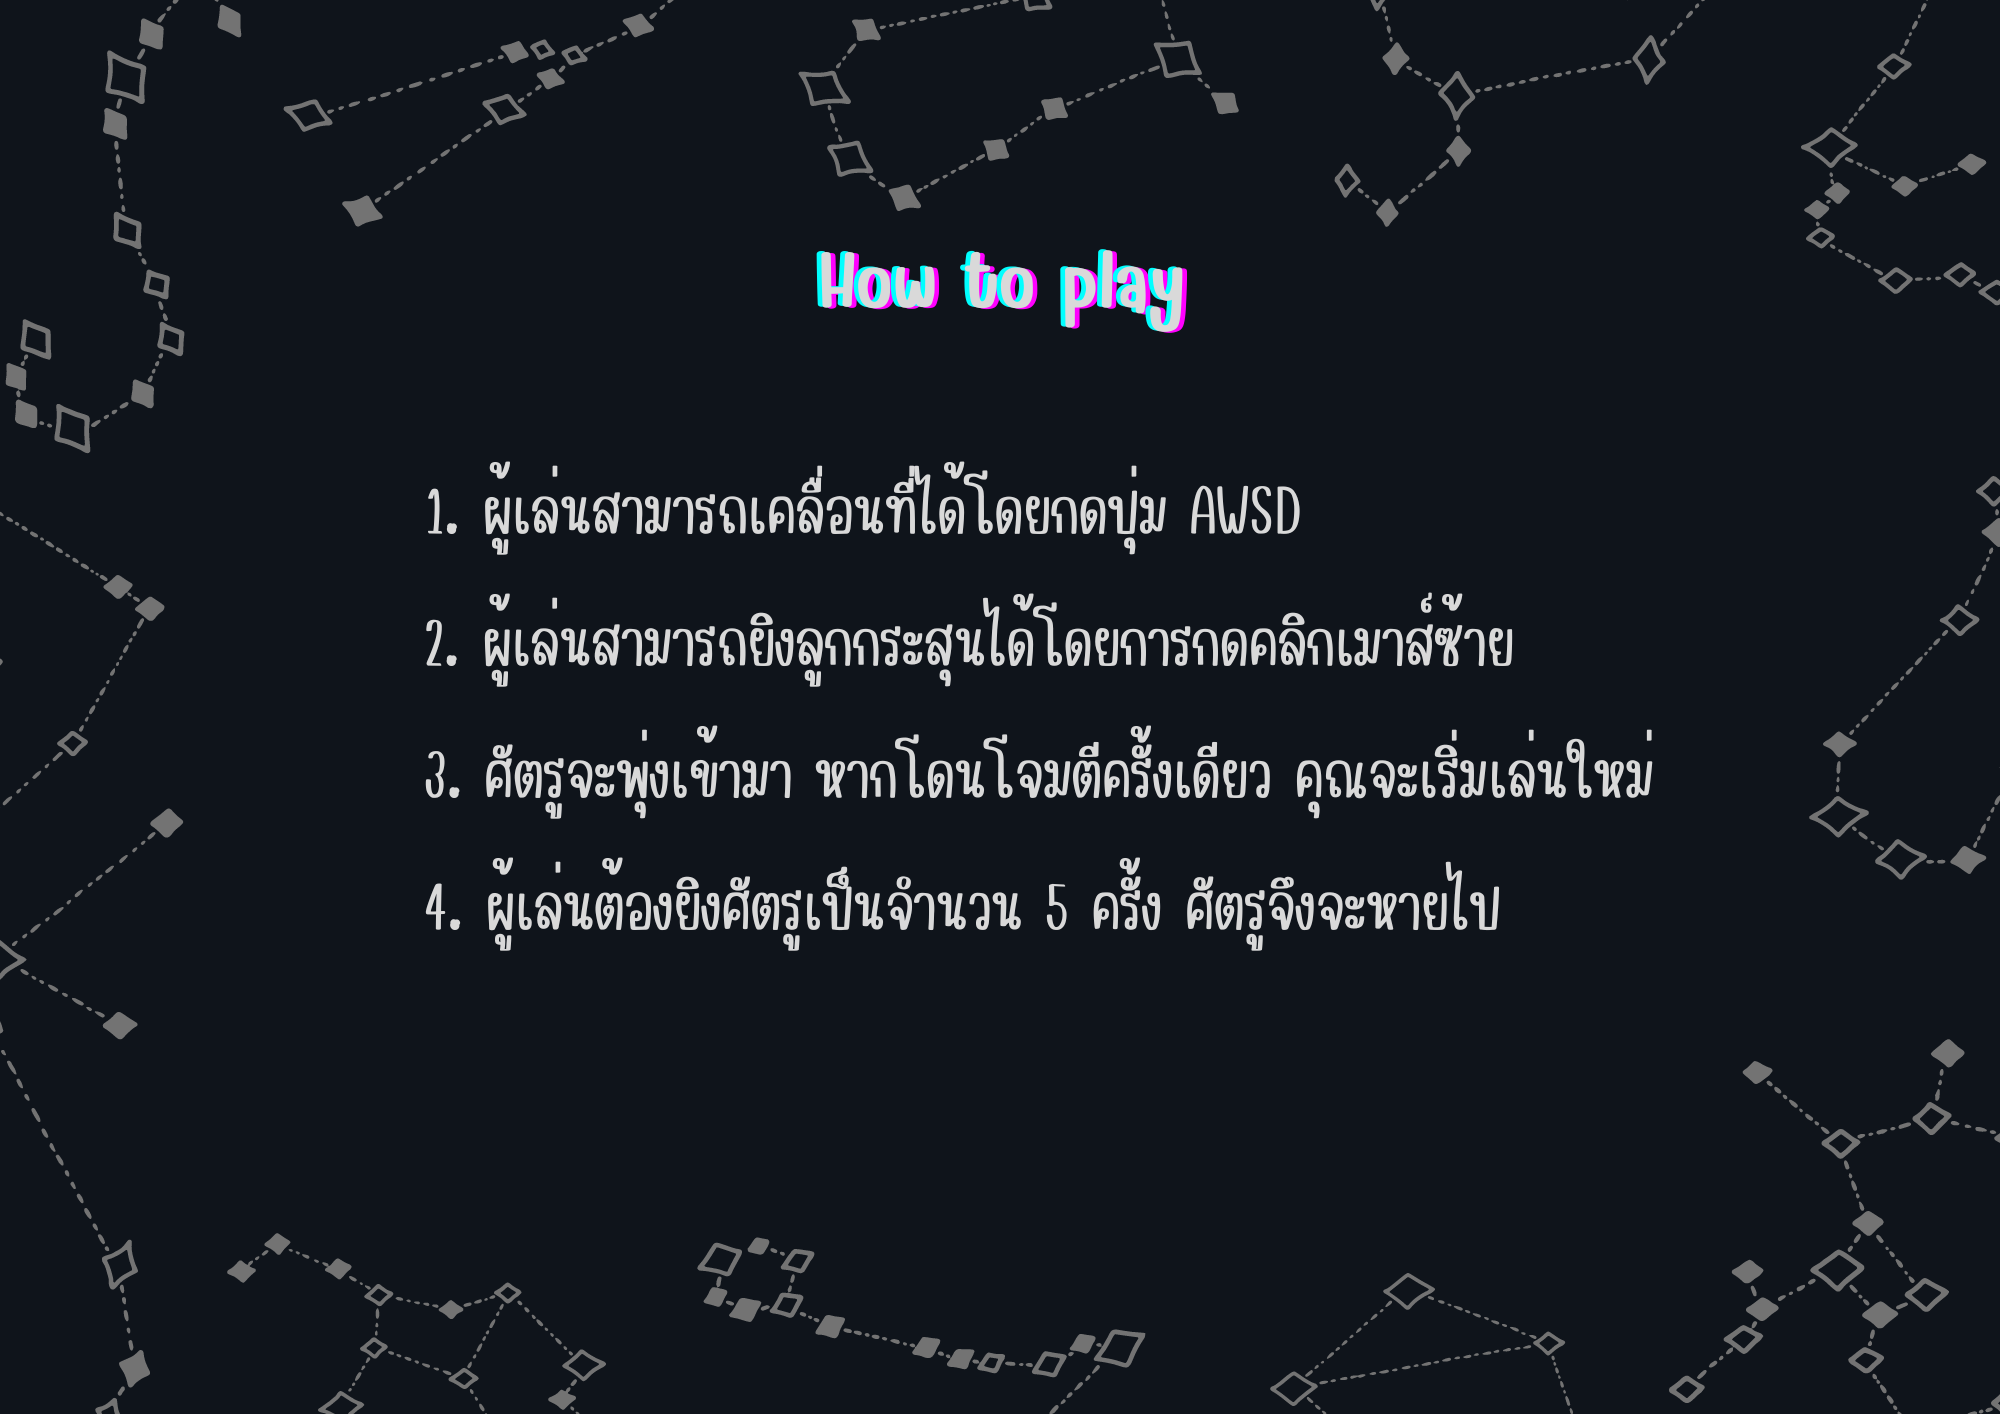 How to play
1. ผู้เล่นสามารถเคลื่อนที่ได้โดยกดปุ่ม AWSD
2. ผู้เล่นสามารถยิงลูกกระสุนได้โดยการกดคลิกเมาส์ซ้าย
3. ศัตรูจะพุ่งเข้ามา หากโดนโจมตีครั้งเดียว คุณจะเริ่มเล่นใหม่
4. ผู้เล่นต้องยิงศัตรูเป็นจำนวน 5 ครั้ง ศัตรูจึงจะหายไป